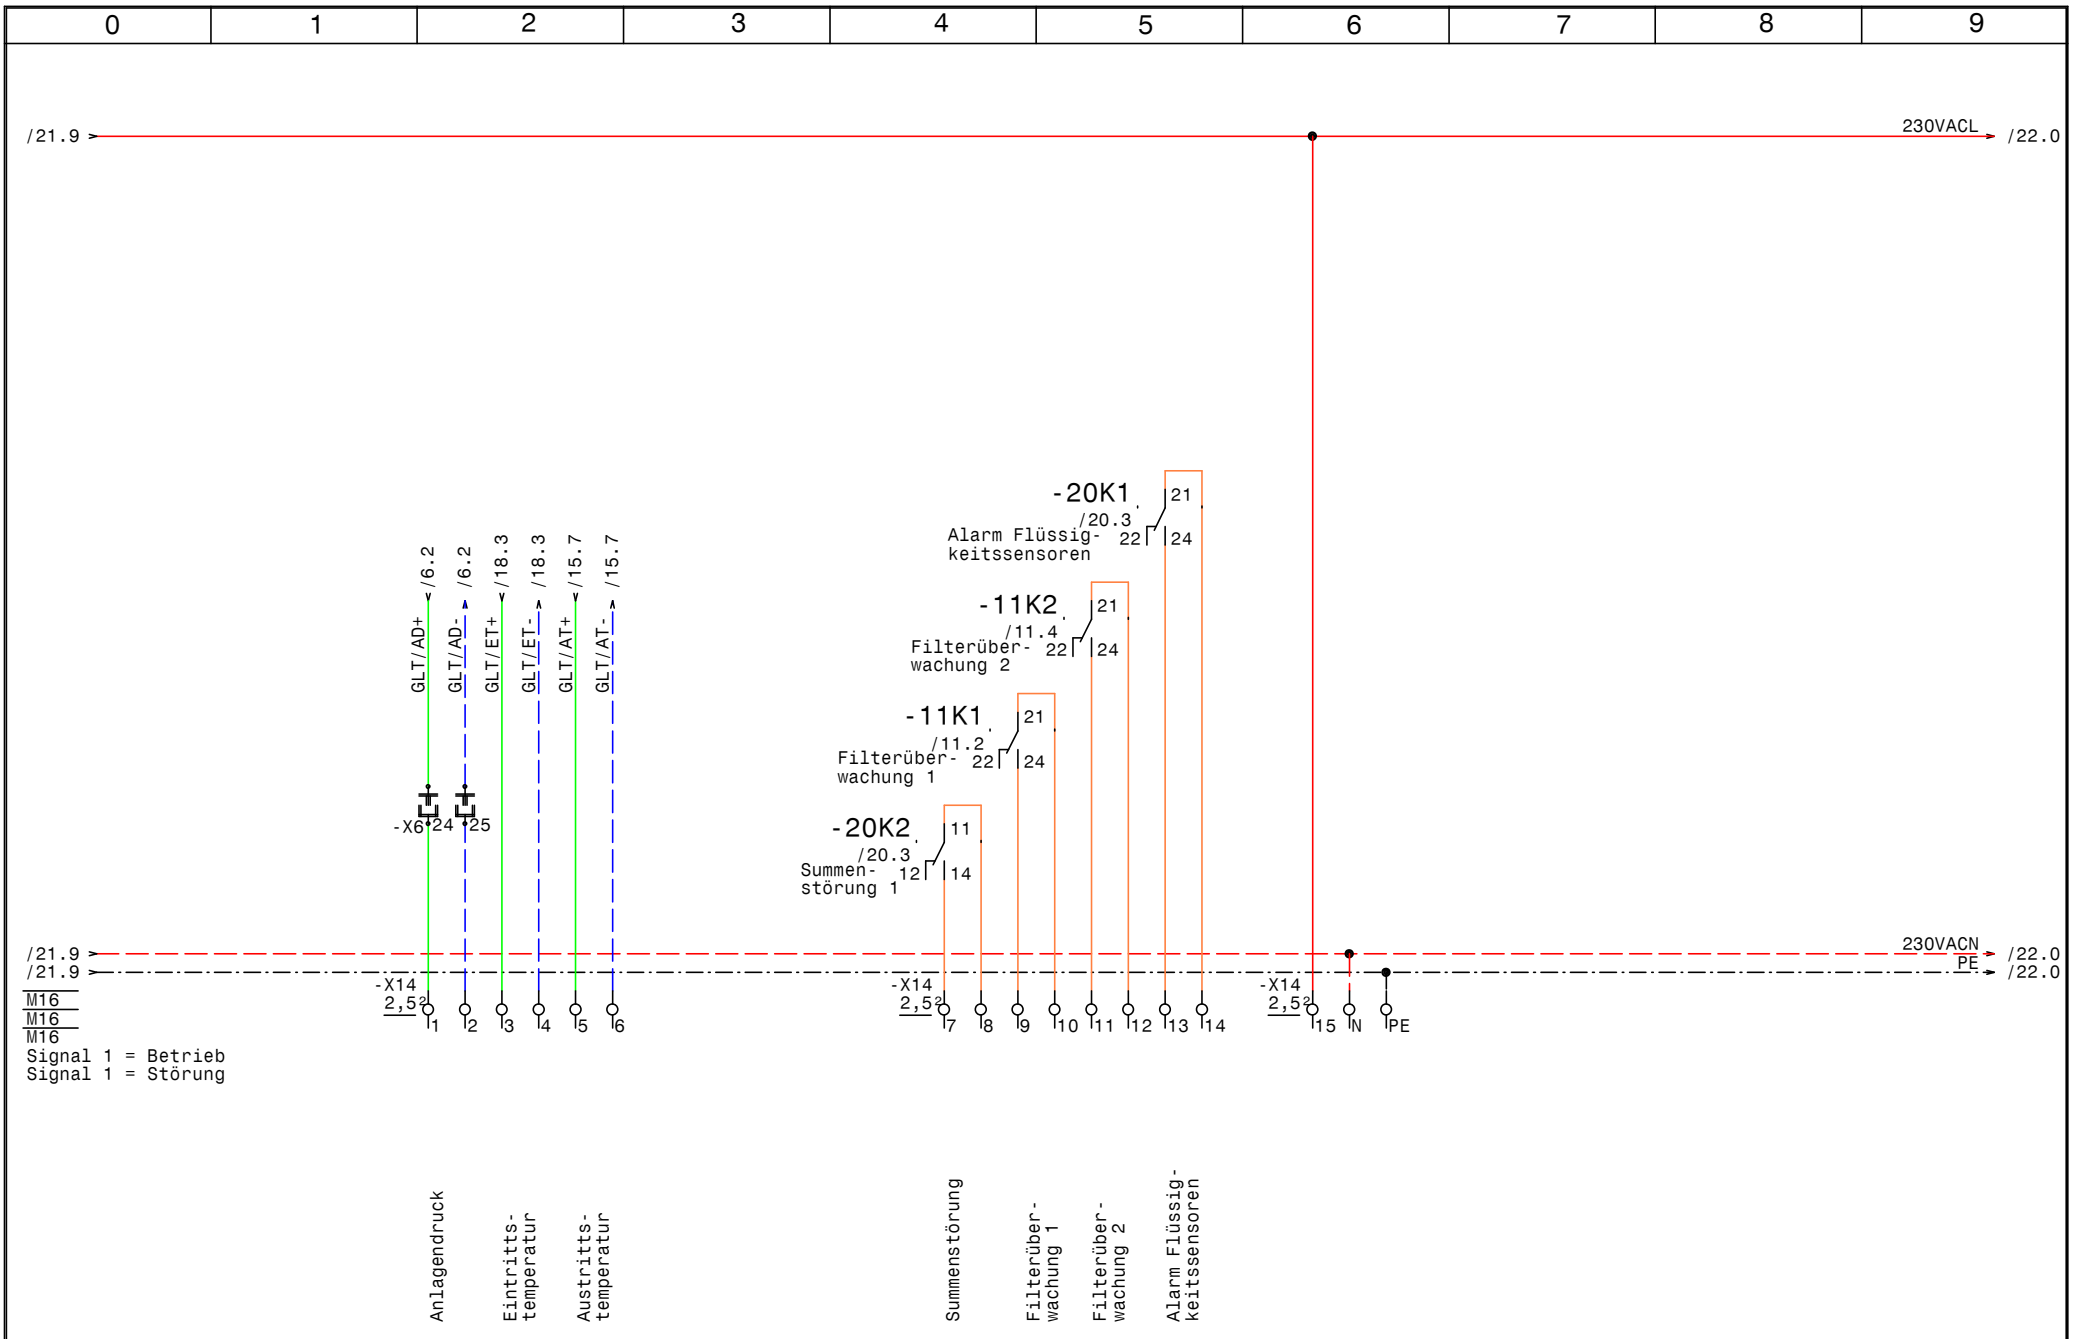 0 1 2 3 4 5 6 7 8 9
/21.9 230VACL /22.0
-20K1 21
/20.3
Alarm Flüssig- 22 24
keitssensoren
/6.2 /6.2 /18.3 /18.3 /15.7 /15.7
GLT/AD+ GLT/AD- GLT/ET+ GLT/ET- GLT/AT+ GLT/AT-
-11K2 21
/11.4
Filterüber- 22 24
wachung 2
-11K1 21
/11.2
Filterüber- 22 24
wachung 1
-X6 24 25
-20K2 11
/20.3
Summen- 12 14
störung 1
/21.9 230VACN /22.0
/21.9 PE /22.0
-X14 -X14 -X14
M16 2,5² 2,5² 2,5²
M16 1 2 3 4 5 6 7 8 9 10 11 12 13 14 15 N PE
M16
Signal 1 = Betrieb
Signal 1 = Störung
Anlagendruck
Eintritts-
temperatur
Austritts-
temperatur
Summenstörung
Filterüber-
wachung 1
Filterüber-
wachung 2
Alarm Flüssig-
keitssensoren